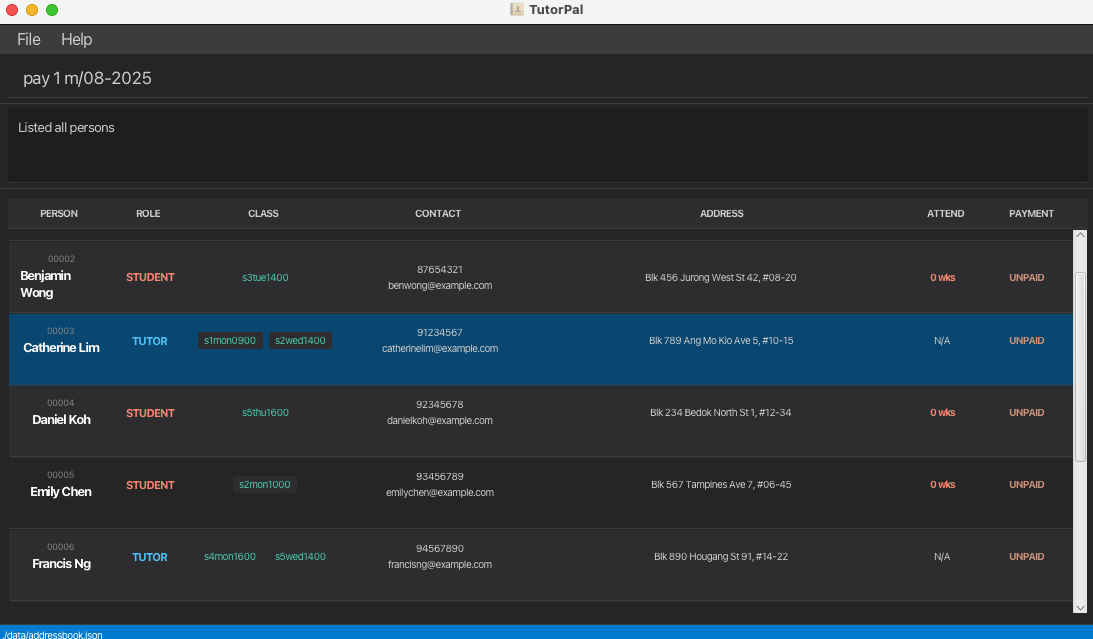 TutorPal
File Help
pay 1 m/08-2025
Listed all persons
PERSON ROLE CLASS CONTACT ADDRESS ATTEND PAYMENT
00002
Benjamin Wong STUDENT s3tue1400 87654321 benwong@example.com Blk 456 Jurong West St 42, #08-20 0 wks UNPAID
00003
Catherine Lim TUTOR s1mon0900 s2wed1400 91234567 catherinelim@example.com Blk 789 Ang Mo Kio Ave 5, #10-15 N/A UNPAID
00004
Daniel Koh STUDENT s5thu1600 92345678 danielkoh@example.com Blk 234 Bedok North St 1, #12-34 0 wks UNPAID
00005
Emily Chen STUDENT s2mon1000 93456789 emilychen@example.com Blk 567 Tampines Ave 7, #06-45 0 wks UNPAID
00006
Francis Ng TUTOR s4mon1600 s5wed1400 94567890 francisng@example.com Blk 890 Hougang St 91, #14-22 N/A UNPAID
./data/addressbook.json